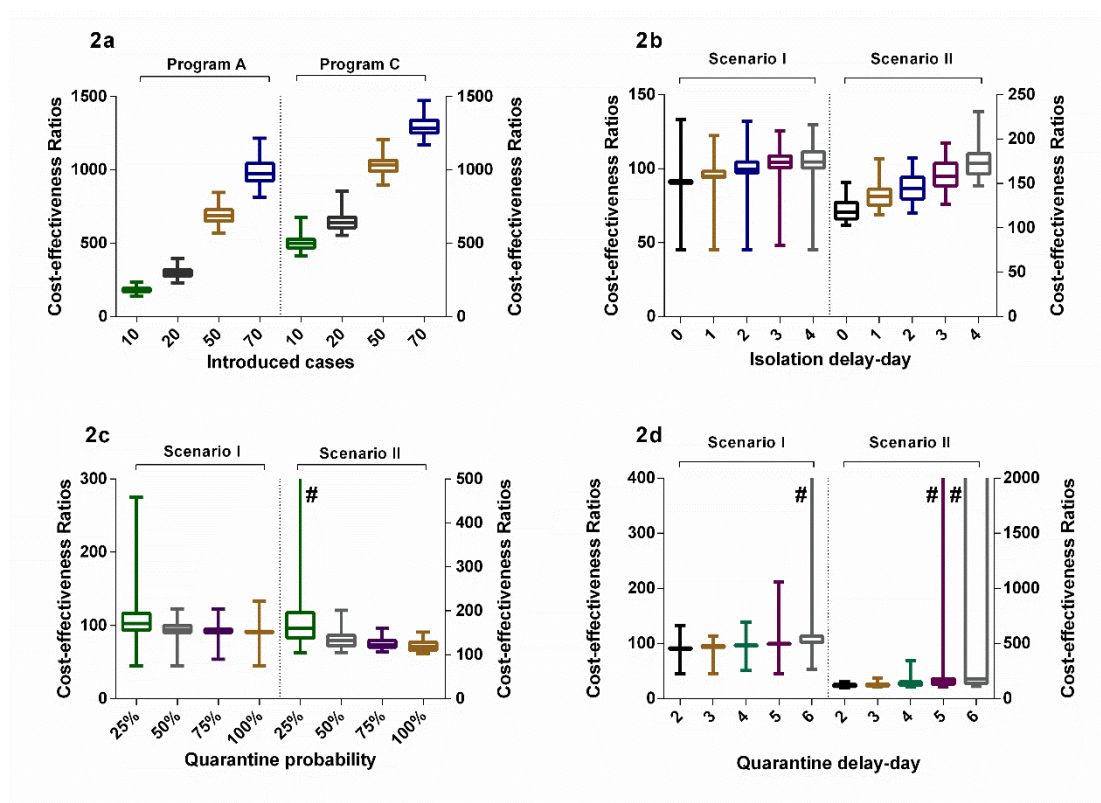 2a
Program A Program C
Cost-effectiveness Ratios
1500 1500
1000 1000
500 500
0 0
Cost-effectiveness Ratios
10 20 50 70 10 20 50 70
Introduced cases
2b
Scenario I Scenario II
Cost-effectiveness Ratios
150 250
200
100 150
50 100
50
0 0
Cost-effectiveness Ratios
0 1 2 3 4 0 1 2 3 4
Isolation delay-day
2c
Scenario I Scenario II
Cost-effectiveness Ratios
300 500
# 
400
200 300
100 200
100
0 0
Cost-effectiveness Ratios
25% 50% 75% 100% 25% 50% 75% 100%
Quarantine probability
2d
Scenario I Scenario II
Cost-effectiveness Ratios
400 2000
# # #
300 1500
200 1000
100 500
0 0
Cost-effectiveness Ratios
2 3 4 5 6 2 3 4 5 6
Quarantine delay-day